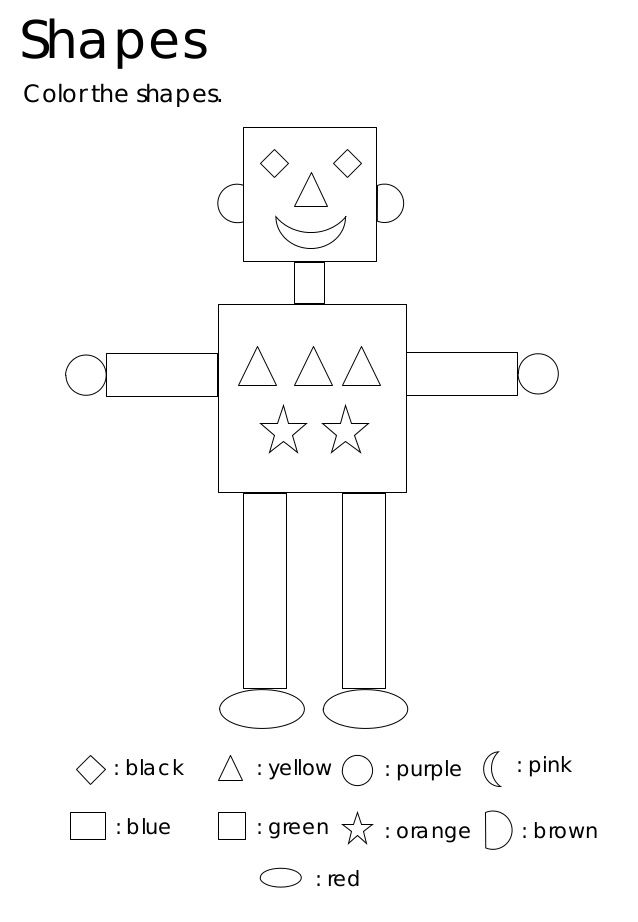 Shapes
Color the shapes.
: black : yellow : purple : pink
: blue : green : orange : brown
: red